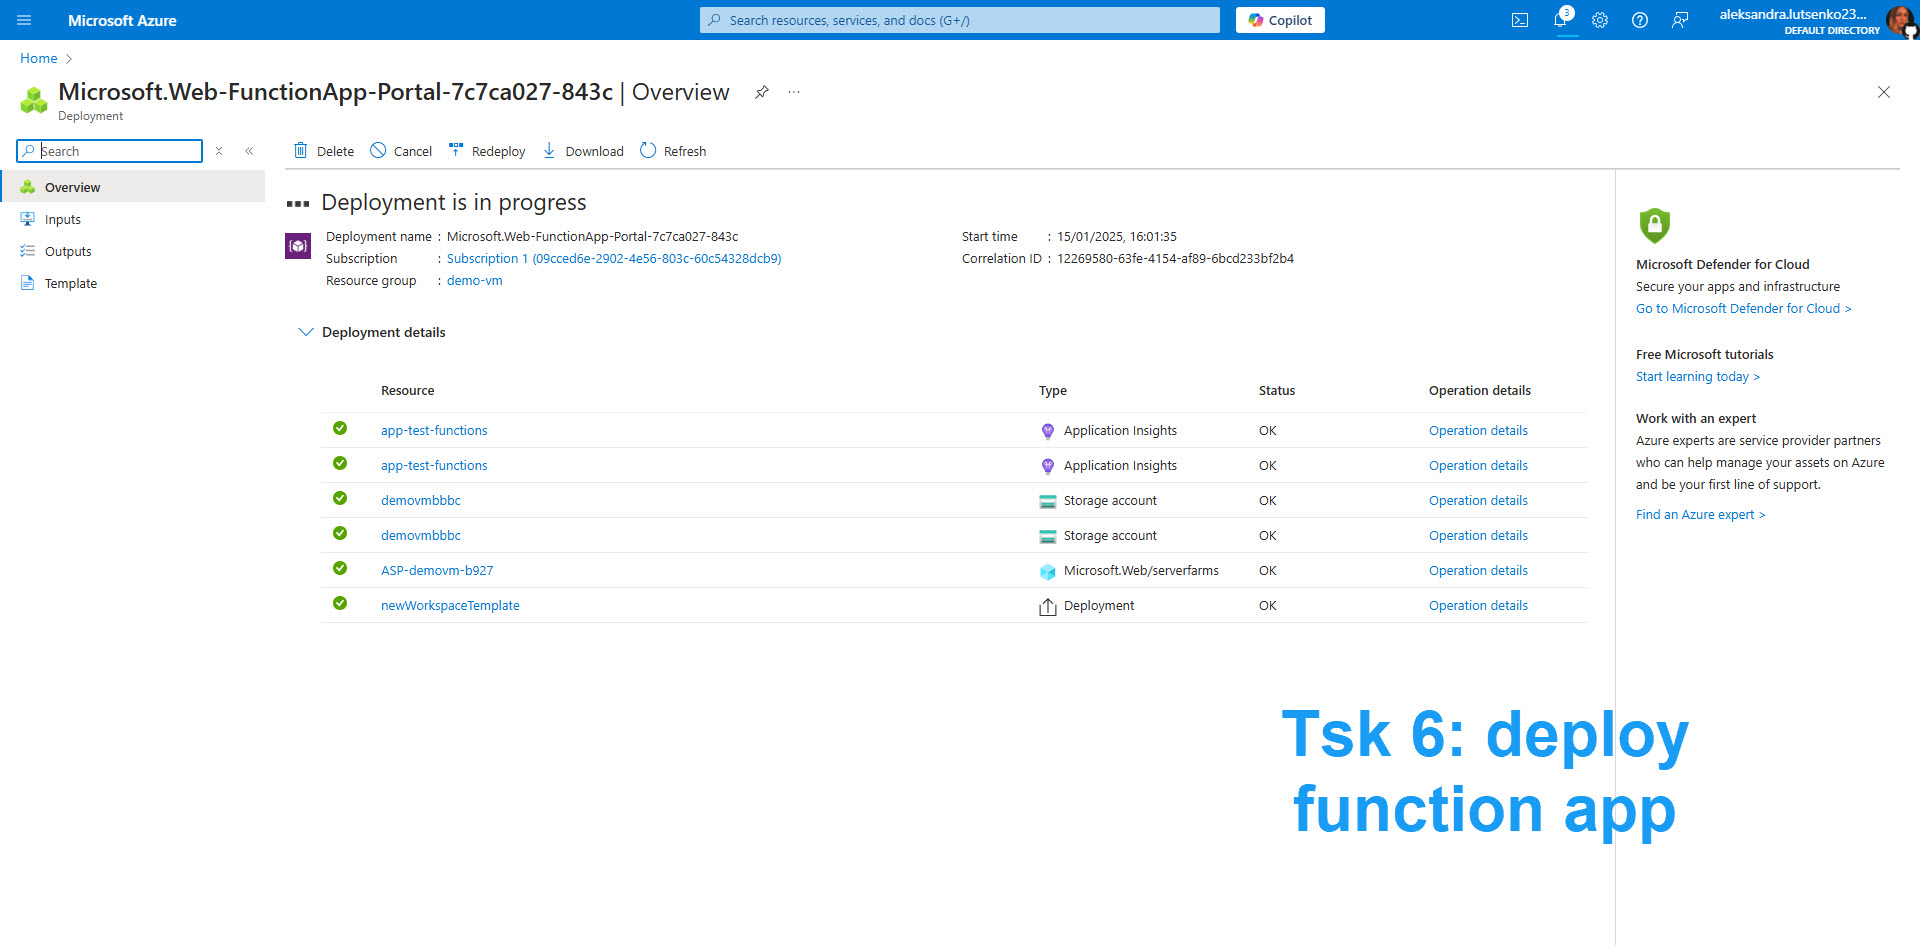 Microsoft Azure
Search resources, services, and docs (G+/)
Copilot
3
aleksandra.lutsenko23...
DEFAULT DIRECTORY
Home
Microsoft.Web-FunctionApp-Portal-7c7ca027-843c | Overview
Deployment
Search
Delete
Cancel
Redeploy
Download
Refresh
Overview
Inputs
Outputs
Template
Deployment is in progress
Deployment name : Microsoft.Web-FunctionApp-Portal-7c7ca027-843c
Subscription : Subscription 1 (09cced6e-2902-4e56-803c-60c54328dcb9)
Resource group : demo-vm
Start time : 15/01/2025, 16:01:35
Correlation ID : 12269580-63fe-4154-af89-6bcd233bf2b4
Deployment details
Resource Type Status Operation details
app-test-functions Application Insights OK Operation details
app-test-functions Application Insights OK Operation details
demovmbbbc Storage account OK Operation details
demovmbbbc Storage account OK Operation details
ASP-demovm-b927 Microsoft.Web/serverfarms OK Operation details
newWorkspaceTemplate Deployment OK Operation details
Microsoft Defender for Cloud
Secure your apps and infrastructure
Go to Microsoft Defender for Cloud >
Free Microsoft tutorials
Start learning today >
Work with an expert
Azure experts are service provider partners
who can help manage your assets on Azure
and be your first line of support.
Find an Azure expert >
Tsk 6: deploy
function app